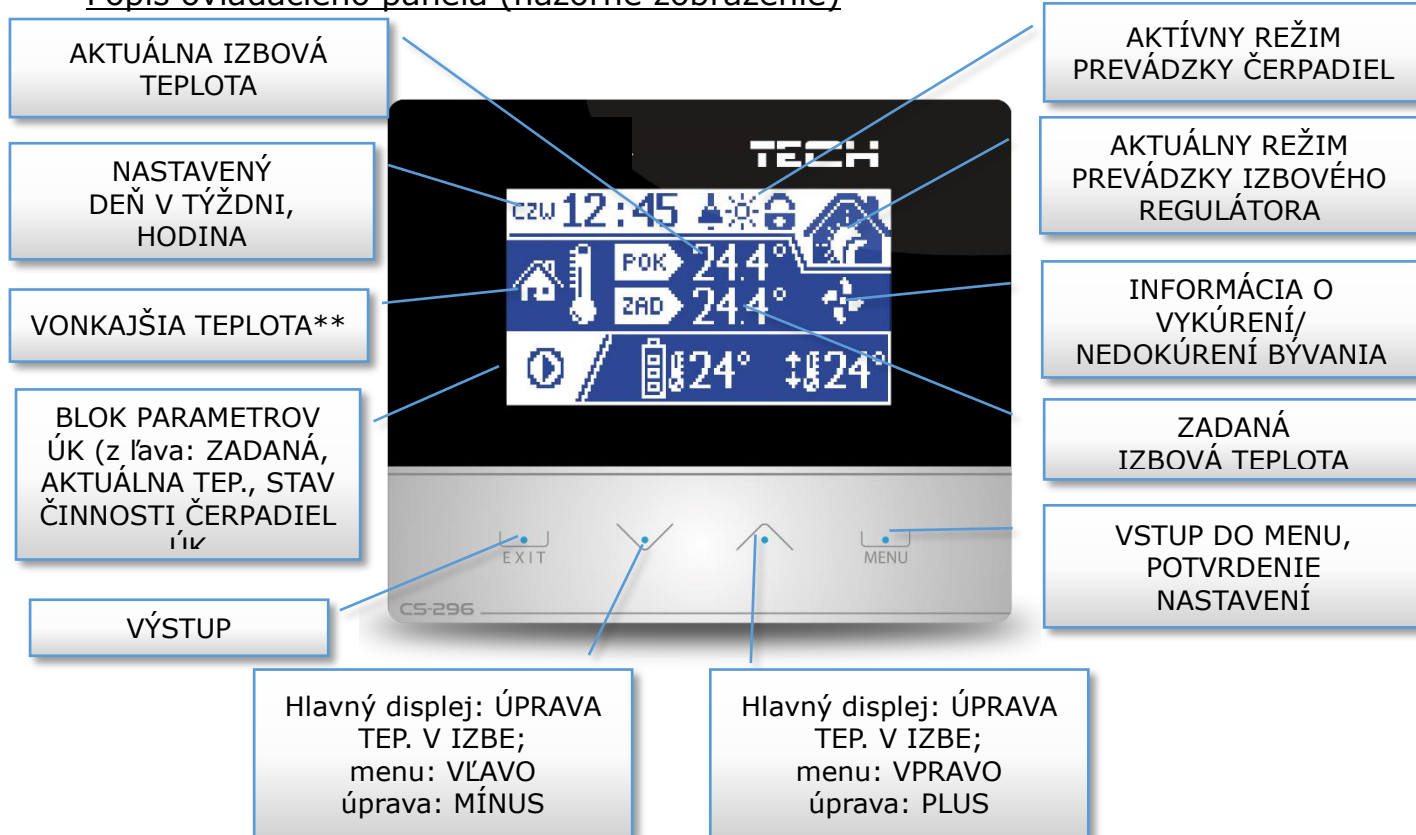 Popis ovládacieho panela (názorné zobrazenie)
AKTUÁLNA IZBOVÁ
TEPLOTA
AKTÍVNY REŽIM
PREVÁDZKY ČERPADIEL
NASTAVENÝ
DEŇ V TÝŽDNI,
HODINA
AKTUÁLNY REŽIM
PREVÁDZKY IZBOVÉHO
REGULÁTORA
TECH
CZW 12:45
POK 24.4°
ZAD 24.4°
24° 24°
VONKAJŠIA TEPLOTA**
INFORMÁCIA O
VYKÚRENÍ/
NEDOKÚRENÍ BÝVANIA
BLOK PARAMETROV
ÚK (z ľava: ZADANÁ,
AKTUÁLNA TEP., STAV
ČINNOSTI ČERPADIEL
ÚK
ZADANÁ
IZBOVÁ TEPLOTA
EXIT
MENU
CS-296
VSTUP DO MENU,
POTVRDENIE
NASTAVENÍ
VÝSTUP
Hlavný displej: ÚPRAVA
TEP. V IZBE;
menu: VĽAVO
úprava: MÍNUS
Hlavný displej: ÚPRAVA
TEP. V IZBE;
menu: VPRAVO
úprava: PLUS